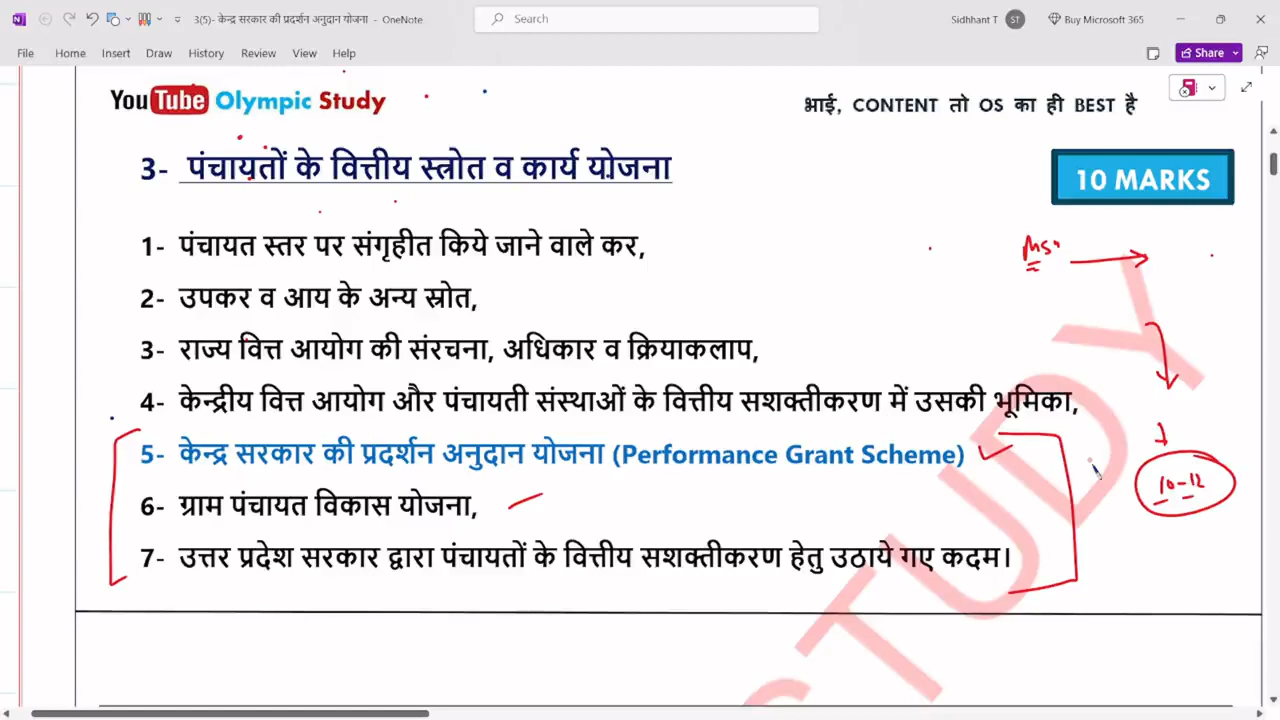 3(5)- केन्द्र सरकार की प्रदर्शन अनुदान योजना - OneNote
Search
Sidhhant T ST
Buy Microsoft 365
File Home Insert Draw History Review View Help
Share
YouTube Olympic Study
भाई, CONTENT तो OS का ही BEST है
3- पंचायतों के वित्तीय स्त्रोत व कार्य योजना
10 MARKS
1- पंचायत स्तर पर संगृहीत किये जाने वाले कर,
2- उपकर व आय के अन्य स्रोत,
3- राज्य वित्त आयोग की संरचना, अधिकार व क्रियाकलाप,
4- केन्द्रीय वित्त आयोग और पंचायती संस्थाओं के वित्तीय सशक्तीकरण में उसकी भूमिका,
5- केन्द्र सरकार की प्रदर्शन अनुदान योजना (Performance Grant Scheme)
10-12
6- ग्राम पंचायत विकास योजना,
7- उत्तर प्रदेश सरकार द्वारा पंचायतों के वित्तीय सशक्तीकरण हेतु उठाये गए कदम।
STUDY